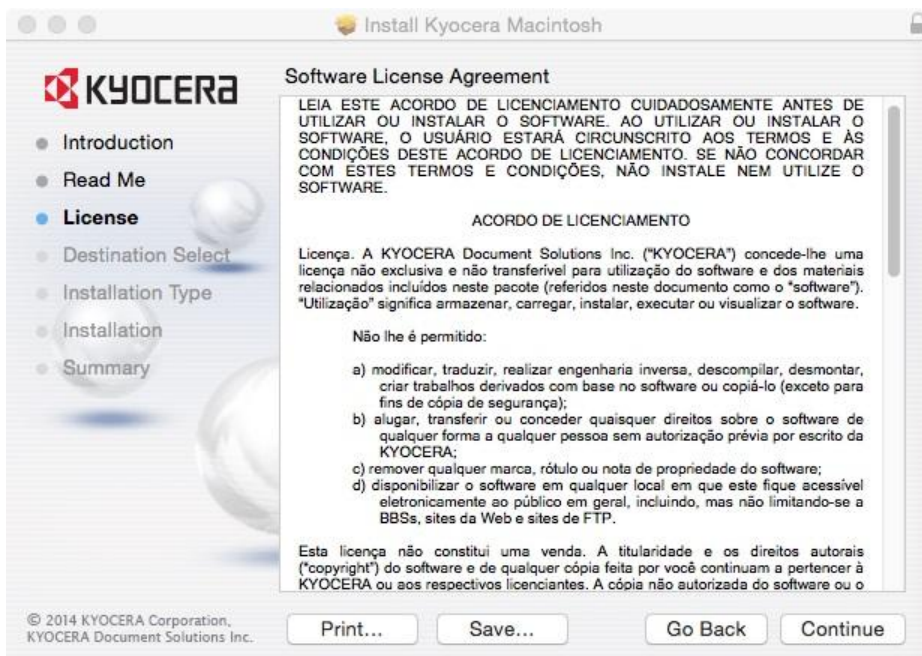 Install Kyocera Macintosh
KYOCERA
Introduction
Read Me
License
Destination Select
Installation Type
Installation
Summary
© 2014 KYOCERA Corporation,
KYOCERA Document Solutions Inc.
Software License Agreement
LEIA ESTE ACORDO DE LICENCIAMENTO CUIDADOSAMENTE ANTES DE
UTILIZAR OU INSTALAR O SOFTWARE. AO UTILIZAR OU INSTALAR O
SOFTWARE, O USUÁRIO ESTARÁ CIRCUNSCRITO AOS TERMOS E ÀS
CONDIÇÕES DESTE ACORDO DE LICENCIAMENTO. SE NÃO CONCORDAR
COM ESTES TERMOS E CONDIÇÕES, NÃO INSTALE NEM UTILIZE O
SOFTWARE.
ACORDO DE LICENCIAMENTO
Licença. A KYOCERA Document Solutions Inc. ("KYOCERA") concede-lhe uma
licença não exclusiva e não transferível para utilização do software e dos materiais
relacionados incluídos neste pacote (referidos neste documento como o "software").
"Utilização" significa armazenar, carregar, instalar, executar ou visualizar o software.
Não lhe é permitido:
a) modificar, traduzir, realizar engenharia inversa, descompilar, desmontar,
criar trabalhos derivados com base no software ou copiá-lo (exceto para
fins de cópia de segurança);
b) alugar, transferir ou conceder quaisquer direitos sobre o software de
qualquer forma a qualquer pessoa sem autorização prévia por escrito da
KYOCERA;
c) remover qualquer marca, rótulo ou nota de propriedade do software;
d) disponibilizar o software em qualquer local em que este fique acessível
eletronicamente ao público em geral, incluindo, mas não limitando-se a
BBSs, sites da Web e sites de FTP.
Esta licença não constitui uma venda. A titularidade e os direitos autorais
("copyright") do software e de qualquer cópia feita por você continuam a pertencer à
KYOCERA ou aos respectivos licenciantes. A cópia não autorizada do software ou o
Print...
Save...
Go Back
Continue